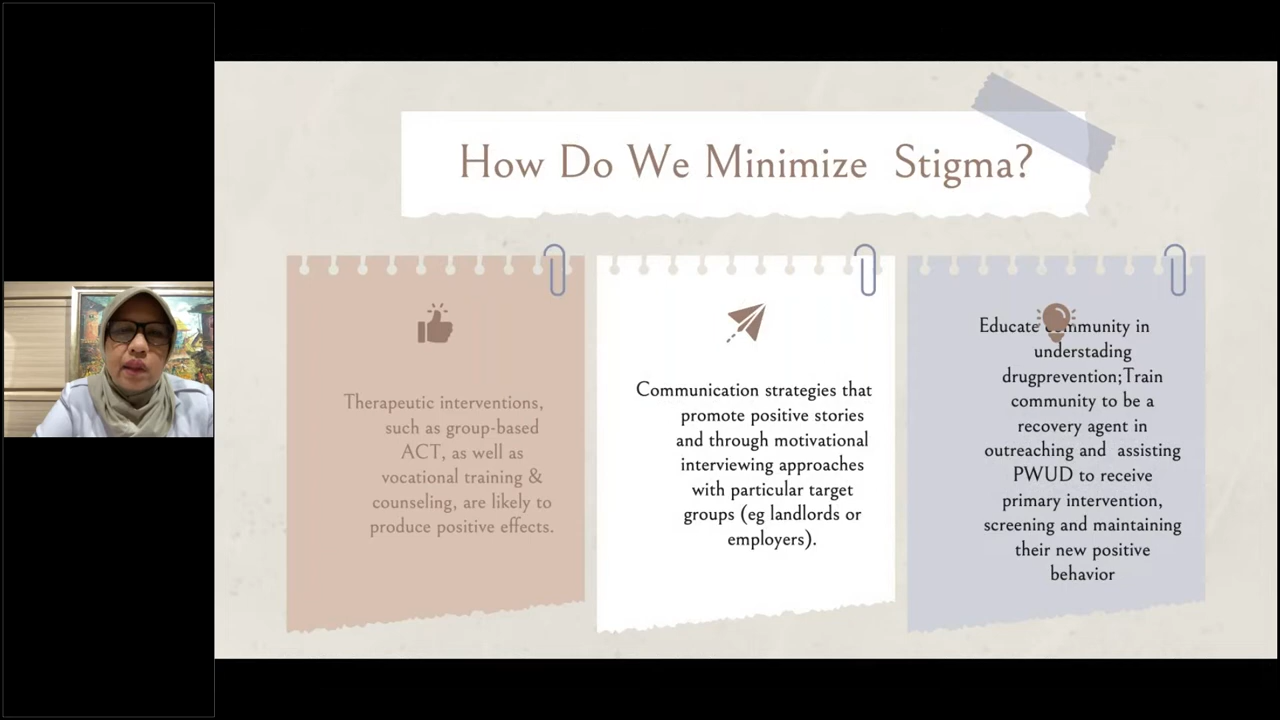 How Do We Minimize Stigma?
Therapeutic interventions,
such as group-based
ACT, as well as
vocational training &
counseling, are likely to
produce positive effects.
Communication strategies that
promote positive stories
and through motivational
interviewing approaches
with particular target
groups (eg landlords or
employers).
Educate community in
understading
drugprevention;Train
community to be a
recovery agent in
outreaching and assisting
PWUD to receive
primary intervention,
screening and maintaining
their new positive
behavior